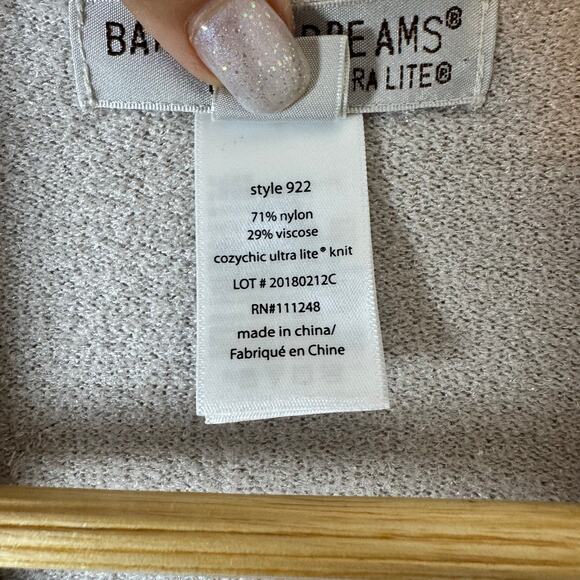 BA DREAMS®
RA LITE®
style 922
71% nylon
29% viscose
cozychic ultra lite® knit
LOT # 20180212C
RN#111248
made in china/
Fabriqué en Chine